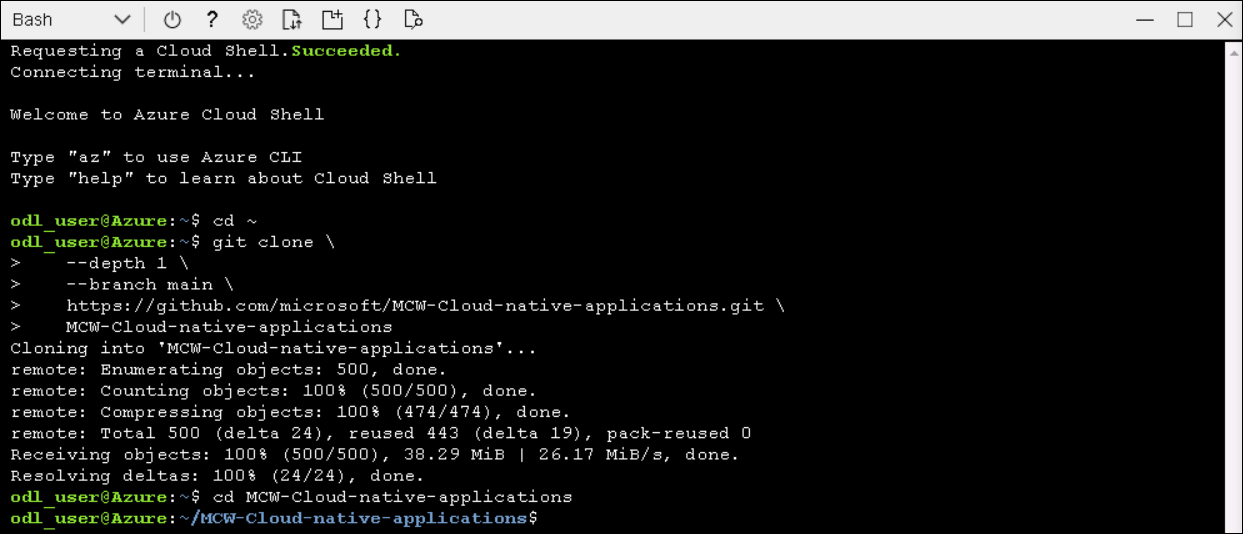 Bash
Requesting a Cloud Shell.Succeeded.
Connecting terminal...
Welcome to Azure Cloud Shell
Type "az" to use Azure CLI
Type "help" to learn about Cloud Shell
odl_user@Azure:~$ cd ~
odl_user@Azure:~$ git clone \
>    --depth 1 \
>    --branch main \
>    https://github.com/microsoft/MCW-Cloud-native-applications.git \
>    MCW-Cloud-native-applications
Cloning into 'MCW-Cloud-native-applications'...
remote: Enumerating objects: 500, done.
remote: Counting objects: 100% (500/500), done.
remote: Compressing objects: 100% (474/474), done.
remote: Total 500 (delta 24), reused 443 (delta 19), pack-reused 0
Receiving objects: 100% (500/500), 38.29 MiB | 26.17 MiB/s, done.
Resolving deltas: 100% (24/24), done.
odl_user@Azure:~$ cd MCW-Cloud-native-applications
odl_user@Azure:~/MCW-Cloud-native-applications$